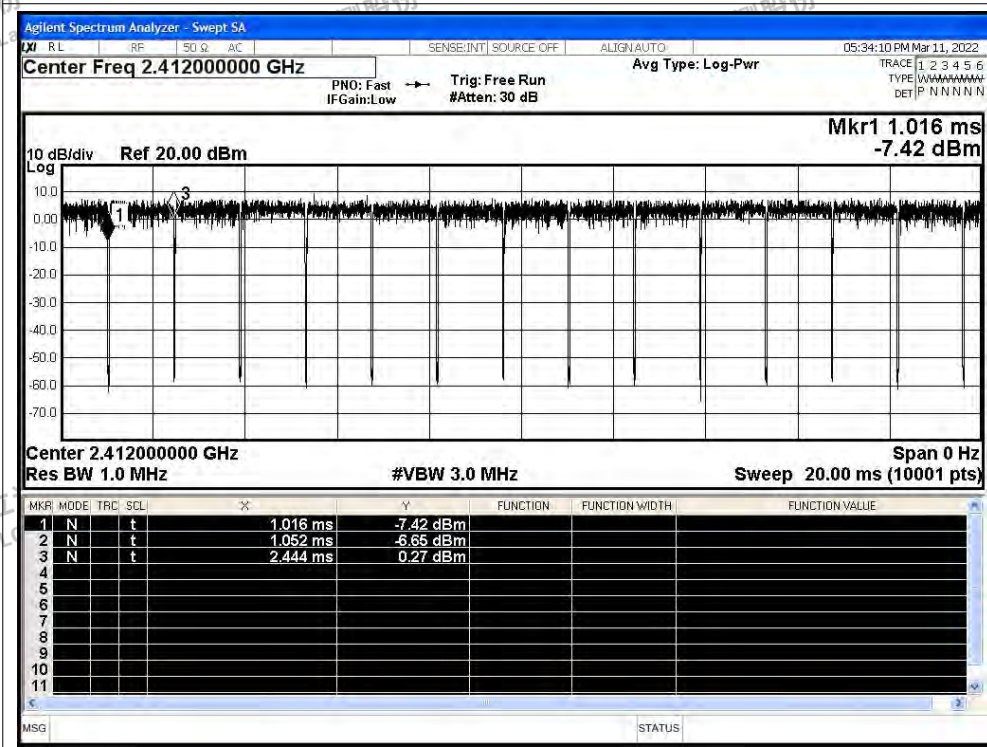 Agilent Spectrum Analyzer - Swept SA
LXI RL RF 50 Ω AC SENSE:INT SOURCE OFF ALIGN AUTO 05:34:10 PM Mar 11, 2022
Center Freq 2.412000000 GHz
PNO: Fast
IFGain:Low
Trig: Free Run
#Atten: 30 dB
Avg Type: Log-Pwr
TRACE 1 2 3 4 5 6
TYPE
DET P N N N N N
Mkr1 1.016 ms
-7.42 dBm
10 dB/div Ref 20.00 dBm
Log
10.0
0.00
-10.0
-20.0
-30.0
-40.0
-50.0
-60.0
-70.0
1
3
Center 2.412000000 GHz Span 0 Hz
Res BW 1.0 MHz #VBW 3.0 MHz Sweep 20.00 ms (10001 pts)
MKR MODE TRC SCL X Y FUNCTION FUNCTION WIDTH FUNCTION VALUE
1 N t 1.016 ms -7.42 dBm
2 N t 1.052 ms -6.65 dBm
3 N t 2.444 ms 0.27 dBm
4
5
6
7
8
9
10
11
MSG STATUS